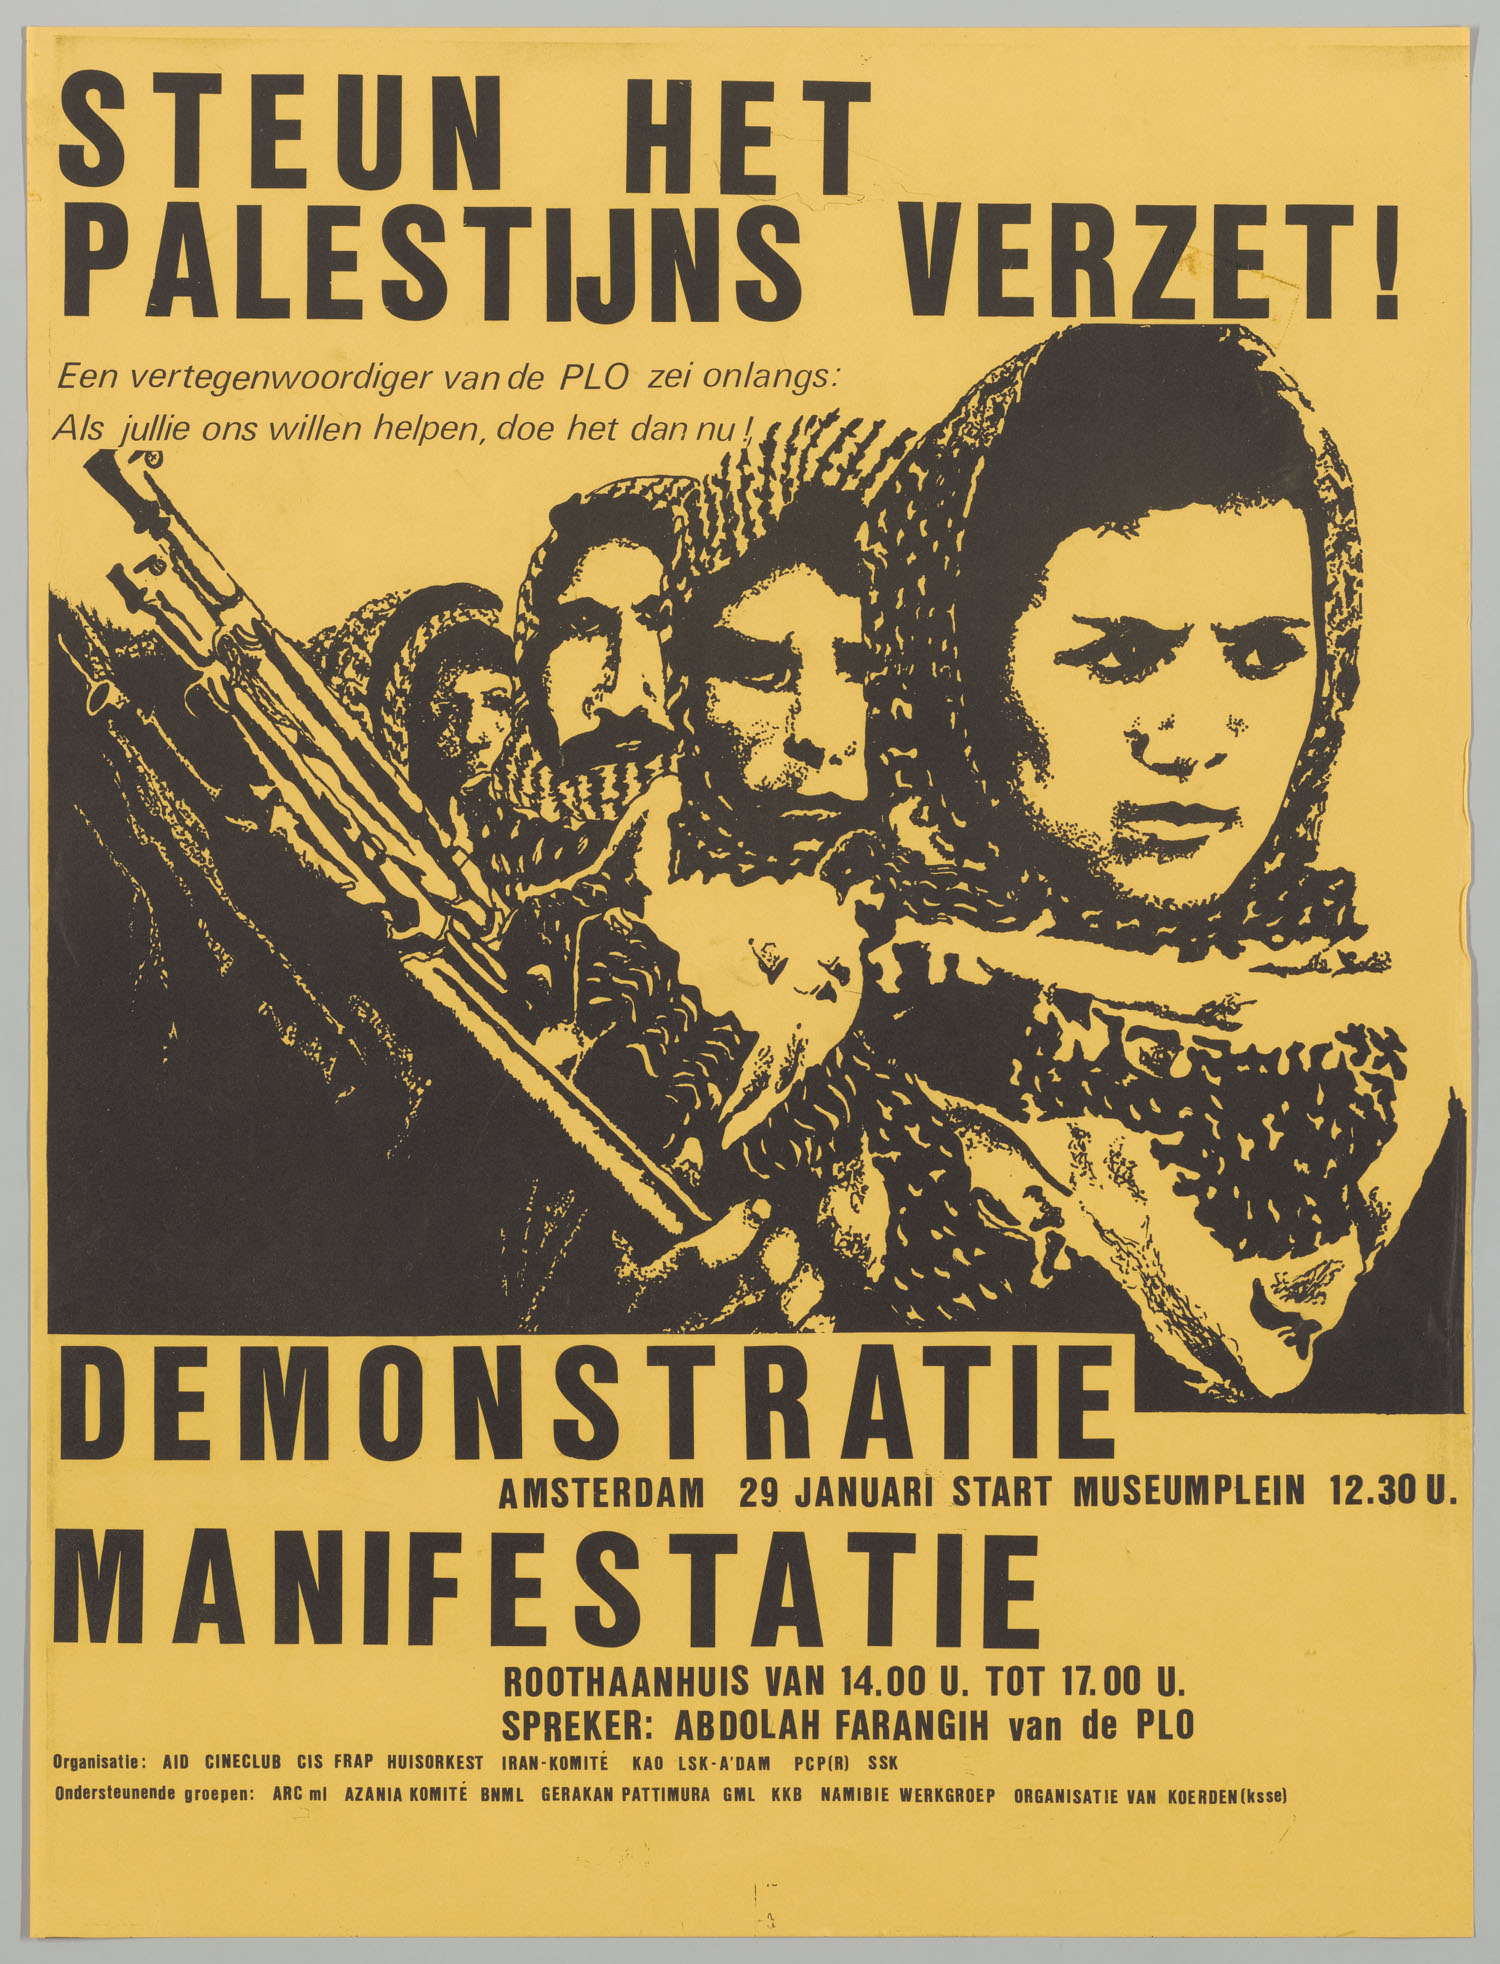 STEUN HET
PALESTIJNS VERZET!
Een vertegenwoordiger van de PLO zei onlangs:
Als jullie ons willen helpen, doe het dan nu!
DEMONSTRATIE
AMSTERDAM 29 JANUARI START MUSEUMPLEIN 12.30 U.
MANIFESTATIE
ROOTHAANHUIS VAN 14.00 U. TOT 17.00 U.
SPREKER: ABDOLAH FARANGIH van de PLO
Organisatie: AID CINECLUB CIS FRAP HUISORKEST IRAN-KOMITÉ KAO LSK-A'DAM PCP(R) SSK
Ondersteunende groepen: ARC ml AZANIA KOMITÉ BNML GERAKAN PATTIMURA GML KKB NAMIBIE WERKGROEP ORGANISATIE VAN KOERDEN(ksse)